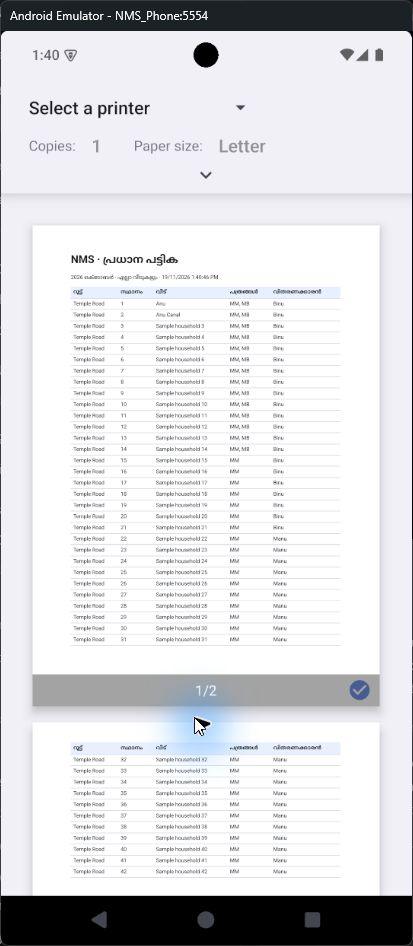 Android Emulator - NMS_Phone:5554
1:40
Select a printer
Copies: 1 Paper size: Letter
NMS · പ്രധാന പട്ടിക
2026 ഒക്ടോബർ · എല്ലാ വീടുകളും · 19/11/2026 1:40:46 PM
റൂട്ട് സ്ഥാനം വീട് പത്രങ്ങൾ വിതരണക്കാരൻ
Temple Road 1 Anu MM, MB Binu
Temple Road 2 Anu Canal MM, MB Binu
Temple Road 3 Sample household 3 MM, MB Binu
Temple Road 4 Sample household 4 MM, MB Binu
Temple Road 5 Sample household 5 MM, MB Binu
Temple Road 6 Sample household 6 MM, MB Binu
Temple Road 7 Sample household 7 MM, MB Binu
Temple Road 8 Sample household 8 MM, MB Binu
Temple Road 9 Sample household 9 MM, MB Binu
Temple Road 10 Sample household 10 MM, MB Binu
Temple Road 11 Sample household 11 MM, MB Binu
Temple Road 12 Sample household 12 MM, MB Binu
Temple Road 13 Sample household 13 MM, MB Binu
Temple Road 14 Sample household 14 MM, MB Binu
Temple Road 15 Sample household 15 MM Binu
Temple Road 16 Sample household 16 MM Binu
Temple Road 17 Sample household 17 MM Binu
Temple Road 18 Sample household 18 MM Binu
Temple Road 19 Sample household 19 MM Binu
Temple Road 20 Sample household 20 MM Binu
Temple Road 21 Sample household 21 MM Binu
Temple Road 22 Sample household 22 MM Manu
Temple Road 23 Sample household 23 MM Manu
Temple Road 24 Sample household 24 MM Manu
Temple Road 25 Sample household 25 MM Manu
Temple Road 26 Sample household 26 MM Manu
Temple Road 27 Sample household 27 MM Manu
Temple Road 28 Sample household 28 MM Manu
Temple Road 29 Sample household 29 MM Manu
Temple Road 30 Sample household 30 MM Manu
Temple Road 31 Sample household 31 MM Manu
1/2
റൂട്ട് സ്ഥാനം വീട് പത്രങ്ങൾ വിതരണക്കാരൻ
Temple Road 32 Sample household 32 MM Manu
Temple Road 33 Sample household 33 MM Manu
Temple Road 34 Sample household 34 MM Manu
Temple Road 35 Sample household 35 MM Manu
Temple Road 36 Sample household 36 MM Manu
Temple Road 37 Sample household 37 MM Manu
Temple Road 38 Sample household 38 MM Manu
Temple Road 39 Sample household 39 MM Manu
Temple Road 40 Sample household 40 MM Manu
Temple Road 41 Sample household 41 MM Manu
Temple Road 42 Sample household 42 MM Manu